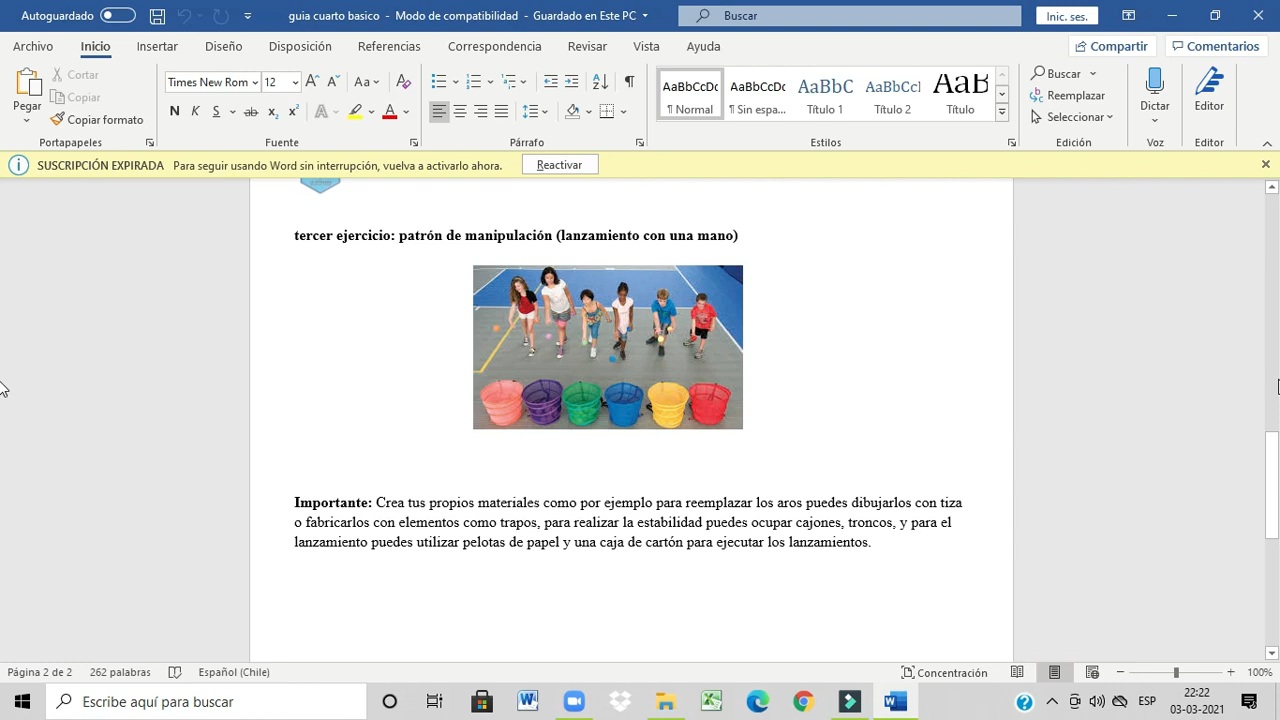 Autoguardado
guia cuarto basico - Modo de compatibilidad - Guardado en Este PC
Buscar
Inic. ses.
Archivo Inicio Insertar Diseño Disposición Referencias Correspondencia Revisar Vista Ayuda
Compartir Comentarios
Pegar
Cortar
Copiar
Copiar formato
Portapapeles
Times New Rom 12
Aa
N K S ab x₂ x² A A
Fuente
Párrafo
AaBbCcDc AaBbCcDc AaBbC AaBbCcI AaB
¶ Normal ¶ Sin espa... Título 1 Título 2 Título
Estilos
Buscar
Reemplazar
Seleccionar
Edición
Dictar
Voz
Editor
Editor
SUSCRIPCIÓN EXPIRADA Para seguir usando Word sin interrupción, vuelva a activarlo ahora. Reactivar
tercer ejercicio: patrón de manipulación (lanzamiento con una mano)
Importante: Crea tus propios materiales como por ejemplo para reemplazar los aros puedes dibujarlos con tiza
o fabricarlos con elementos como trapos, para realizar la estabilidad puedes ocupar cajones, troncos, y para el
lanzamiento puedes utilizar pelotas de papel y una caja de cartón para ejecutar los lanzamientos.
Página 2 de 2 262 palabras Español (Chile) Concentración 100%
Escribe aquí para buscar
ESP
22:22
03-03-2021